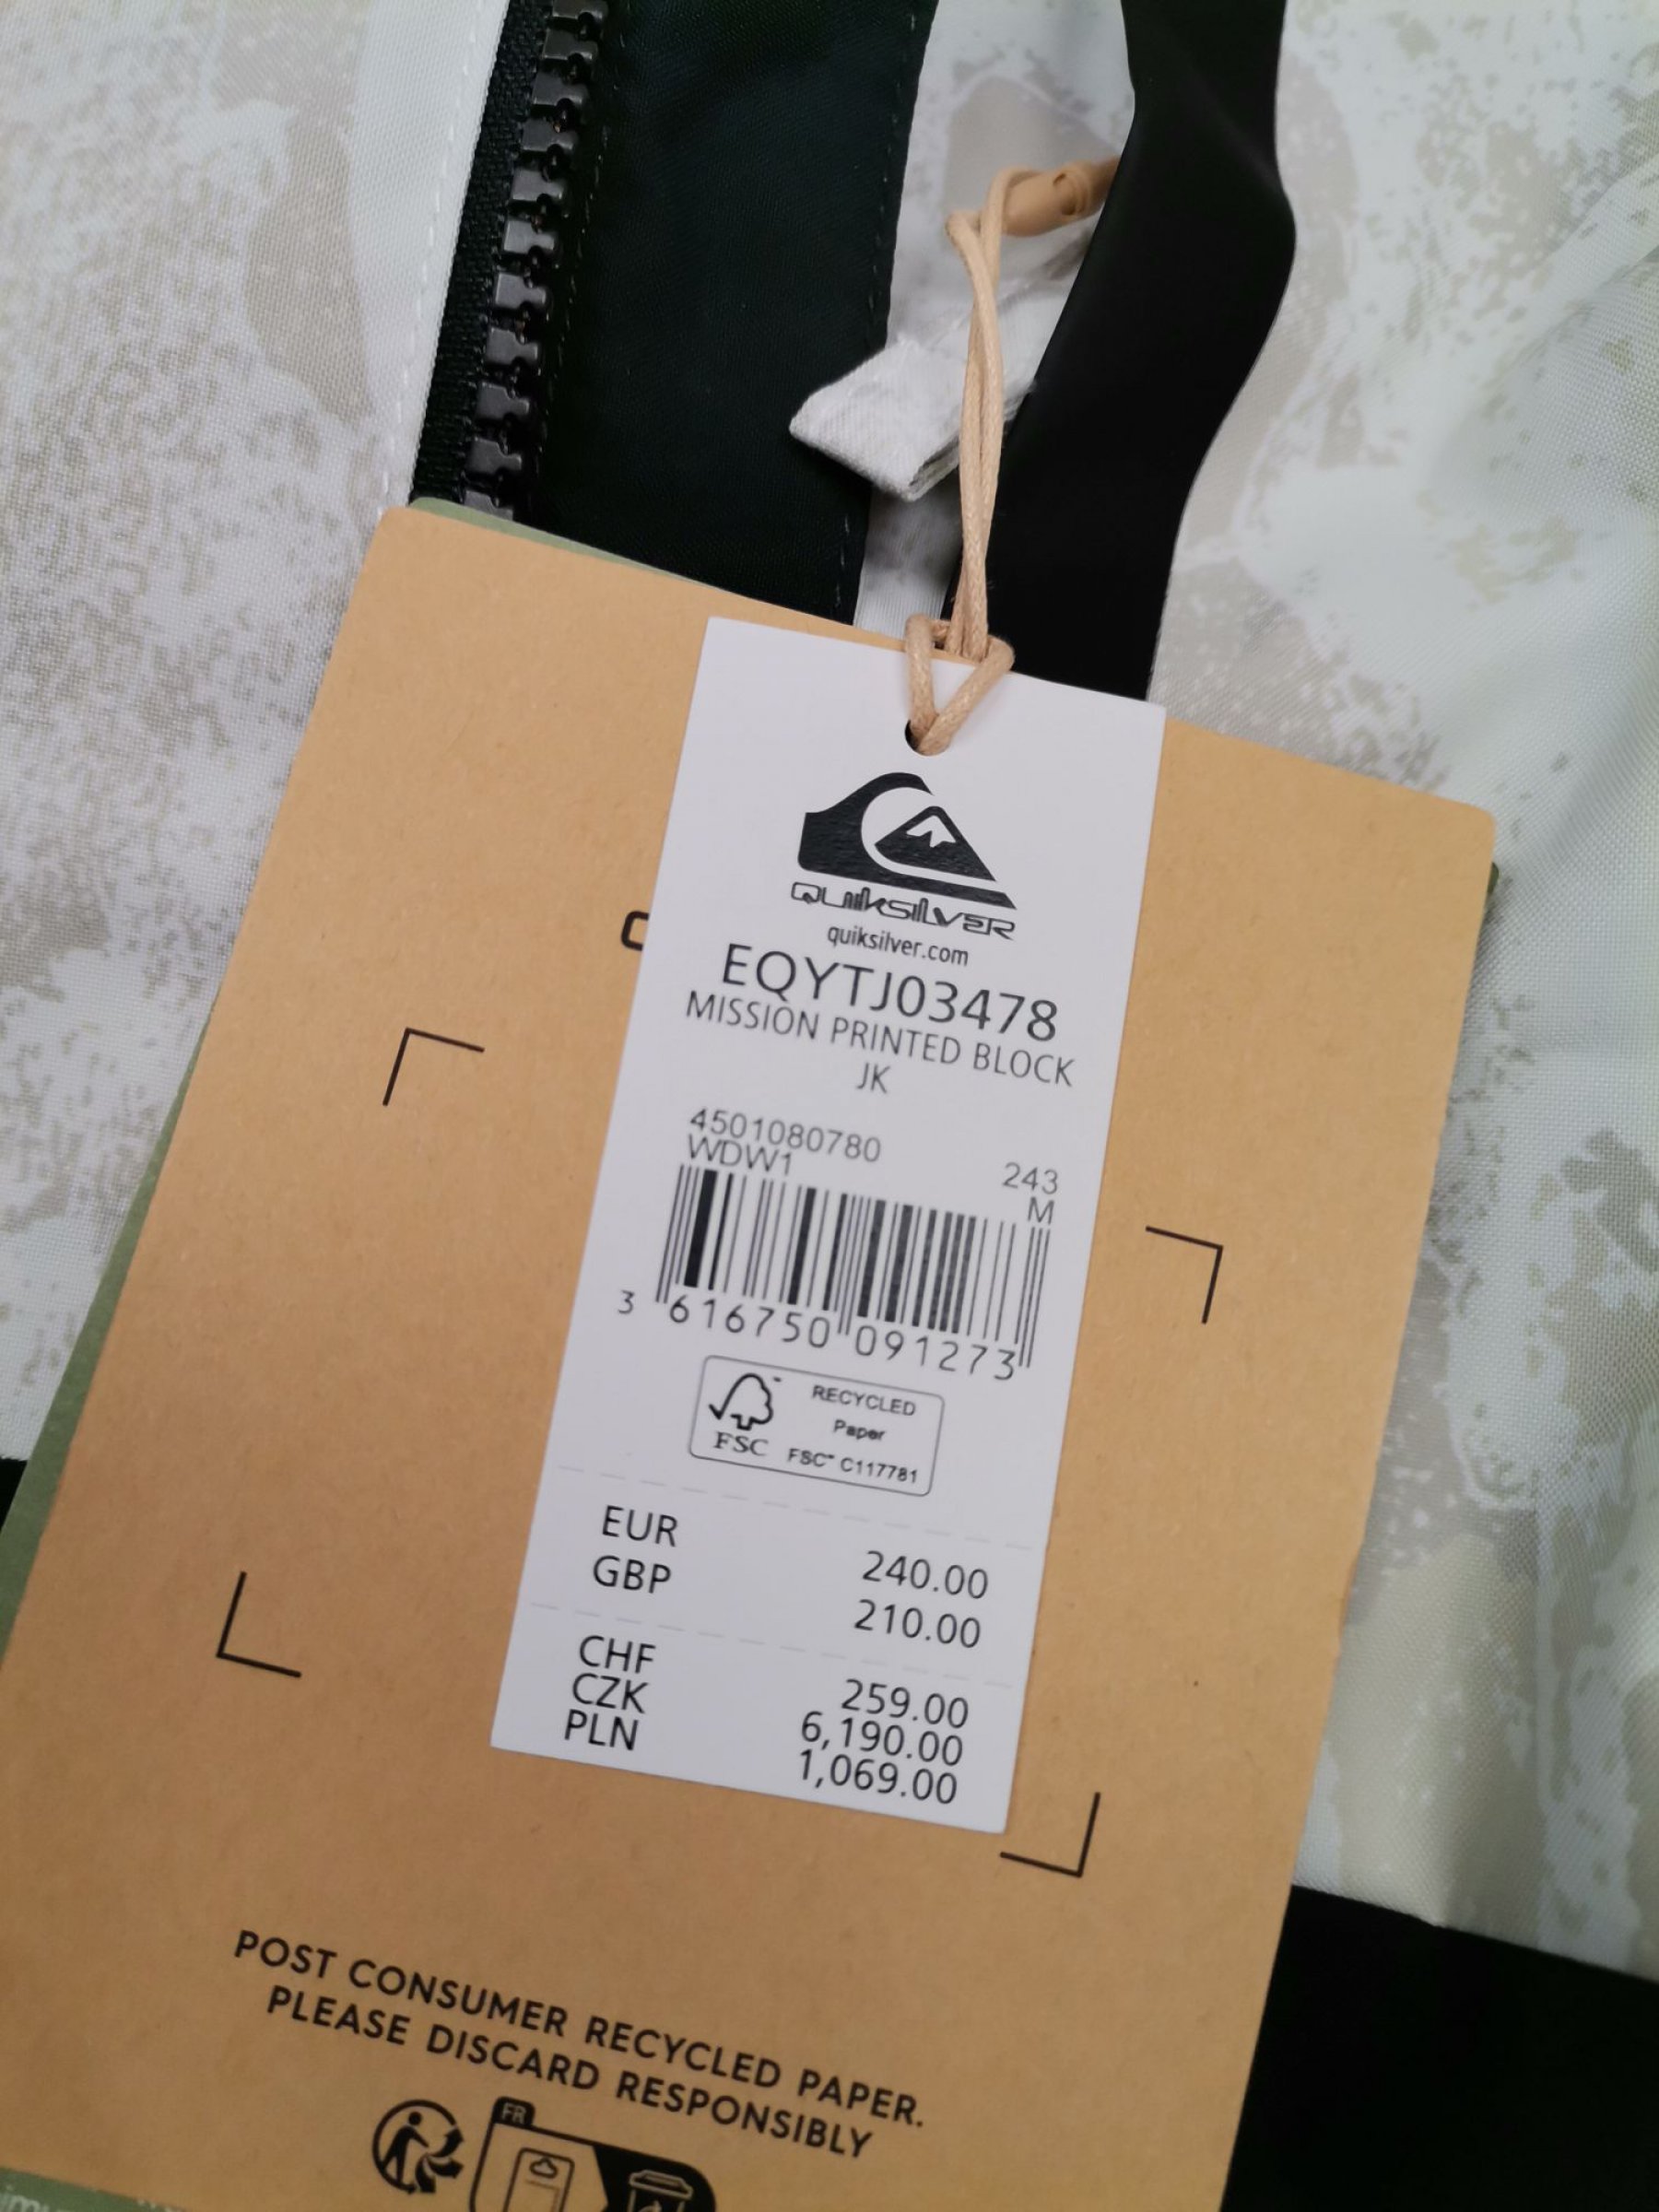 QUIKSILVER
quiksilver.com
EQYTJ03478
MISSION PRINTED BLOCK
JK
4501080780
WDW1 243
M
3 616750 091273
RECYCLED
Paper
FSC
FSC™ C117781
EUR 240.00
GBP 210.00
CHF 259.00
CZK 6,190.00
PLN 1,069.00
POST CONSUMER RECYCLED PAPER.
PLEASE DISCARD RESPONSIBLY
FR